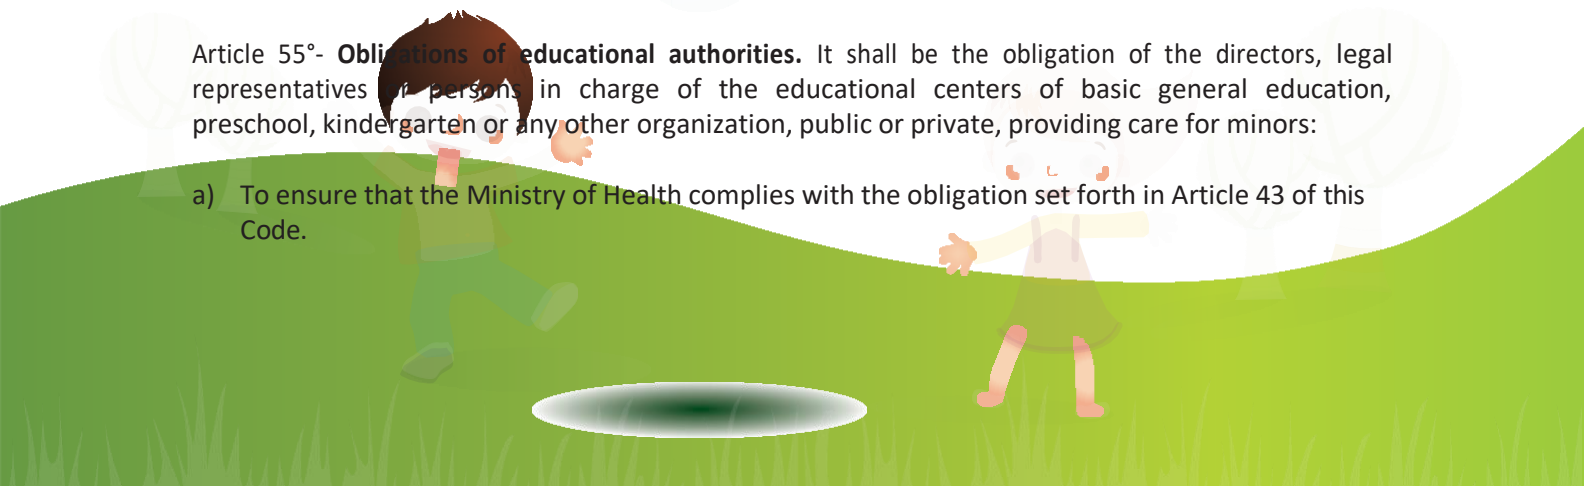 Article 55°- Obligations of educational authorities. It shall be the obligation of the directors, legal
representatives or persons in charge of the educational centers of basic general education,
preschool, kindergarten or any other organization, public or private, providing care for minors:
a) To ensure that the Ministry of Health complies with the obligation set forth in Article 43 of this
Code.